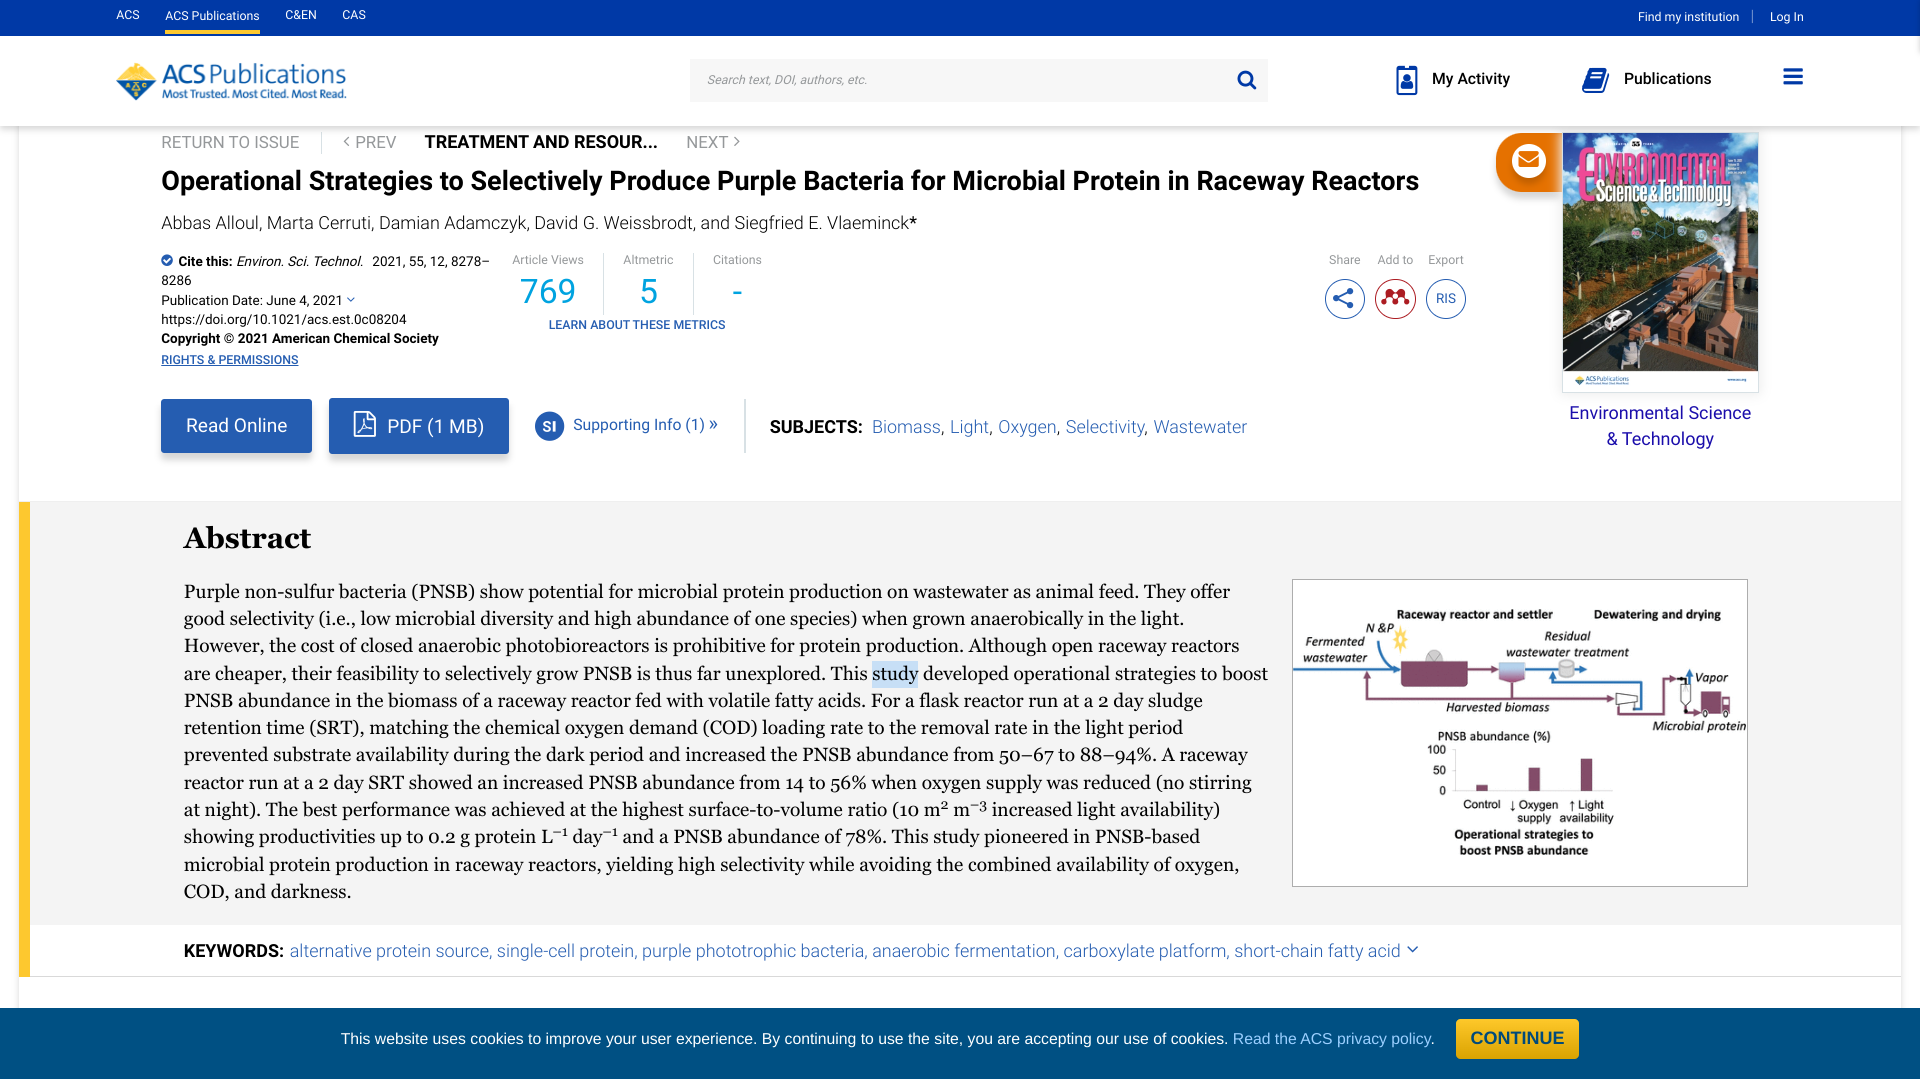 ACS
ACS Publications
C&EN
CAS
Find my institution
Log In
ACS Publications
Most Trusted. Most Cited. Most Read.
Search text, DOI, authors, etc.
My Activity
Publications
RETURN TO ISSUE
PREV
TREATMENT AND RESOUR...
NEXT
Operational Strategies to Selectively Produce Purple Bacteria for Microbial Protein in Raceway Reactors
Abbas Alloul, Marta Cerruti, Damian Adamczyk, David G. Weissbrodt, and Siegfried E. Vlaeminck*
Cite this: Environ. Sci. Technol. 2021, 55, 12, 8278–
8286
Publication Date: June 4, 2021
https://doi.org/10.1021/acs.est.0c08204
Copyright © 2021 American Chemical Society
RIGHTS & PERMISSIONS
Article Views
769
Altmetric
5
Citations
-
LEARN ABOUT THESE METRICS
Share
Add to
Export
RIS
ENVIRONMENTAL
Science & Technology
ACS Publications
Environmental Science
& Technology
Read Online
PDF (1 MB)
SI
Supporting Info (1) »
SUBJECTS: Biomass, Light, Oxygen, Selectivity, Wastewater
Abstract
Purple non-sulfur bacteria (PNSB) show potential for microbial protein production on wastewater as animal feed. They offer
good selectivity (i.e., low microbial diversity and high abundance of one species) when grown anaerobically in the light.
However, the cost of closed anaerobic photobioreactors is prohibitive for protein production. Although open raceway reactors
are cheaper, their feasibility to selectively grow PNSB is thus far unexplored. This study developed operational strategies to boost
PNSB abundance in the biomass of a raceway reactor fed with volatile fatty acids. For a flask reactor run at a 2 day sludge
retention time (SRT), matching the chemical oxygen demand (COD) loading rate to the removal rate in the light period
prevented substrate availability during the dark period and increased the PNSB abundance from 50–67 to 88–94%. A raceway
reactor run at a 2 day SRT showed an increased PNSB abundance from 14 to 56% when oxygen supply was reduced (no stirring
at night). The best performance was achieved at the highest surface-to-volume ratio (10 m² m⁻³ increased light availability)
showing productivities up to 0.2 g protein L⁻¹ day⁻¹ and a PNSB abundance of 78%. This study pioneered in PNSB-based
microbial protein production in raceway reactors, yielding high selectivity while avoiding the combined availability of oxygen,
COD, and darkness.
Raceway reactor and settler
Dewatering and drying
N &P
Fermented
wastewater
Residual
wastewater treatment
Vapor
Harvested biomass
Microbial protein
PNSB abundance (%)
100
50
0
Control
↓ Oxygen
supply
↑ Light
availability
Operational strategies to
boost PNSB abundance
KEYWORDS: alternative protein source, single-cell protein, purple phototrophic bacteria, anaerobic fermentation, carboxylate platform, short-chain fatty acid
This website uses cookies to improve your user experience. By continuing to use the site, you are accepting our use of cookies. Read the ACS privacy policy.
CONTINUE